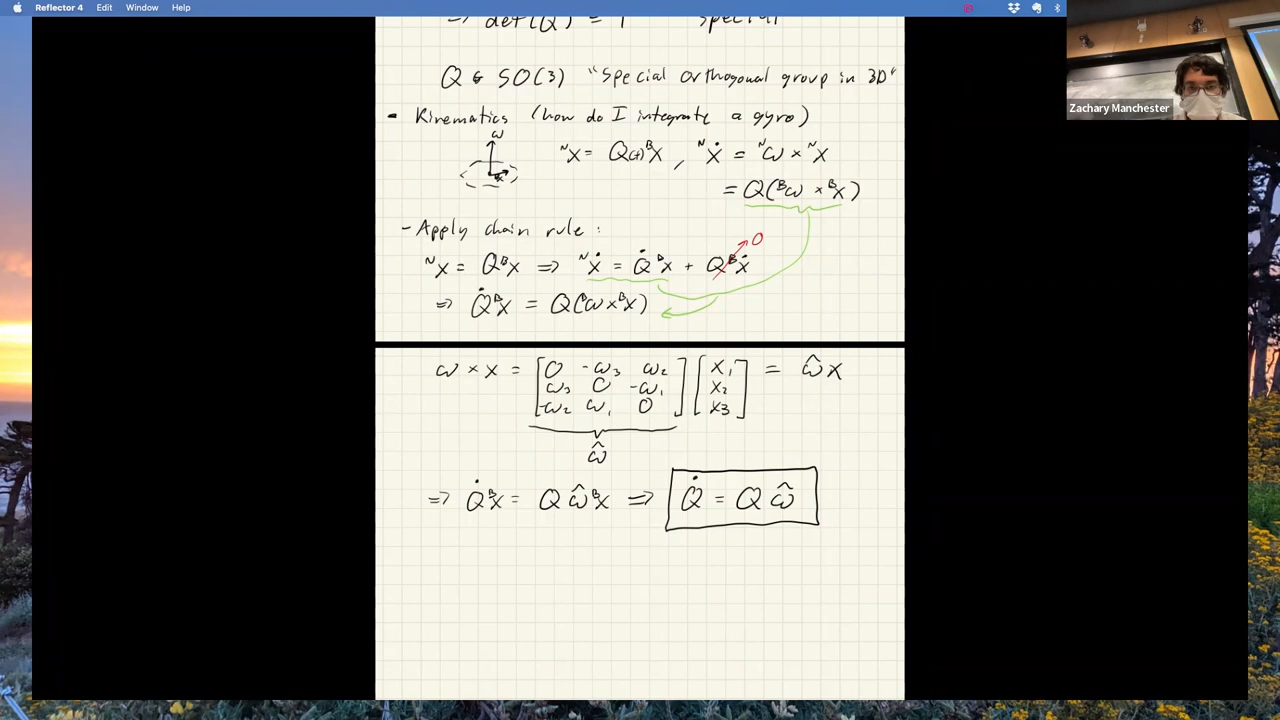 Reflector 4 Edit Window Help
Zachary Manchester
=> det(Q) = 1 special
Q ∈ SO(3) "Special Orthogonal group in 3D"
- Kinematics (how do I integrate a gyro)
ω
x
ᴺx = Q(t)ᴮx , ᴺẋ = ᴺω × ᴺx
= Q(ᴮω × ᴮx)
- Apply chain rule:
ᴺx = Qᴮx => ᴺẋ = Q̇ᴮx + Qᴮẋ 0
=> Q̇ᴮx = Q(ᴮω×ᴮx)
ω × x = [0 -ω₃ ω₂ [x₁ = ω̂x
ω₃ 0 -ω₁ x₂
-ω₂ ω₁ 0] x₃]
ω̂
=> Q̇ᴮx = Qω̂ᴮx => Q̇ = Qω̂